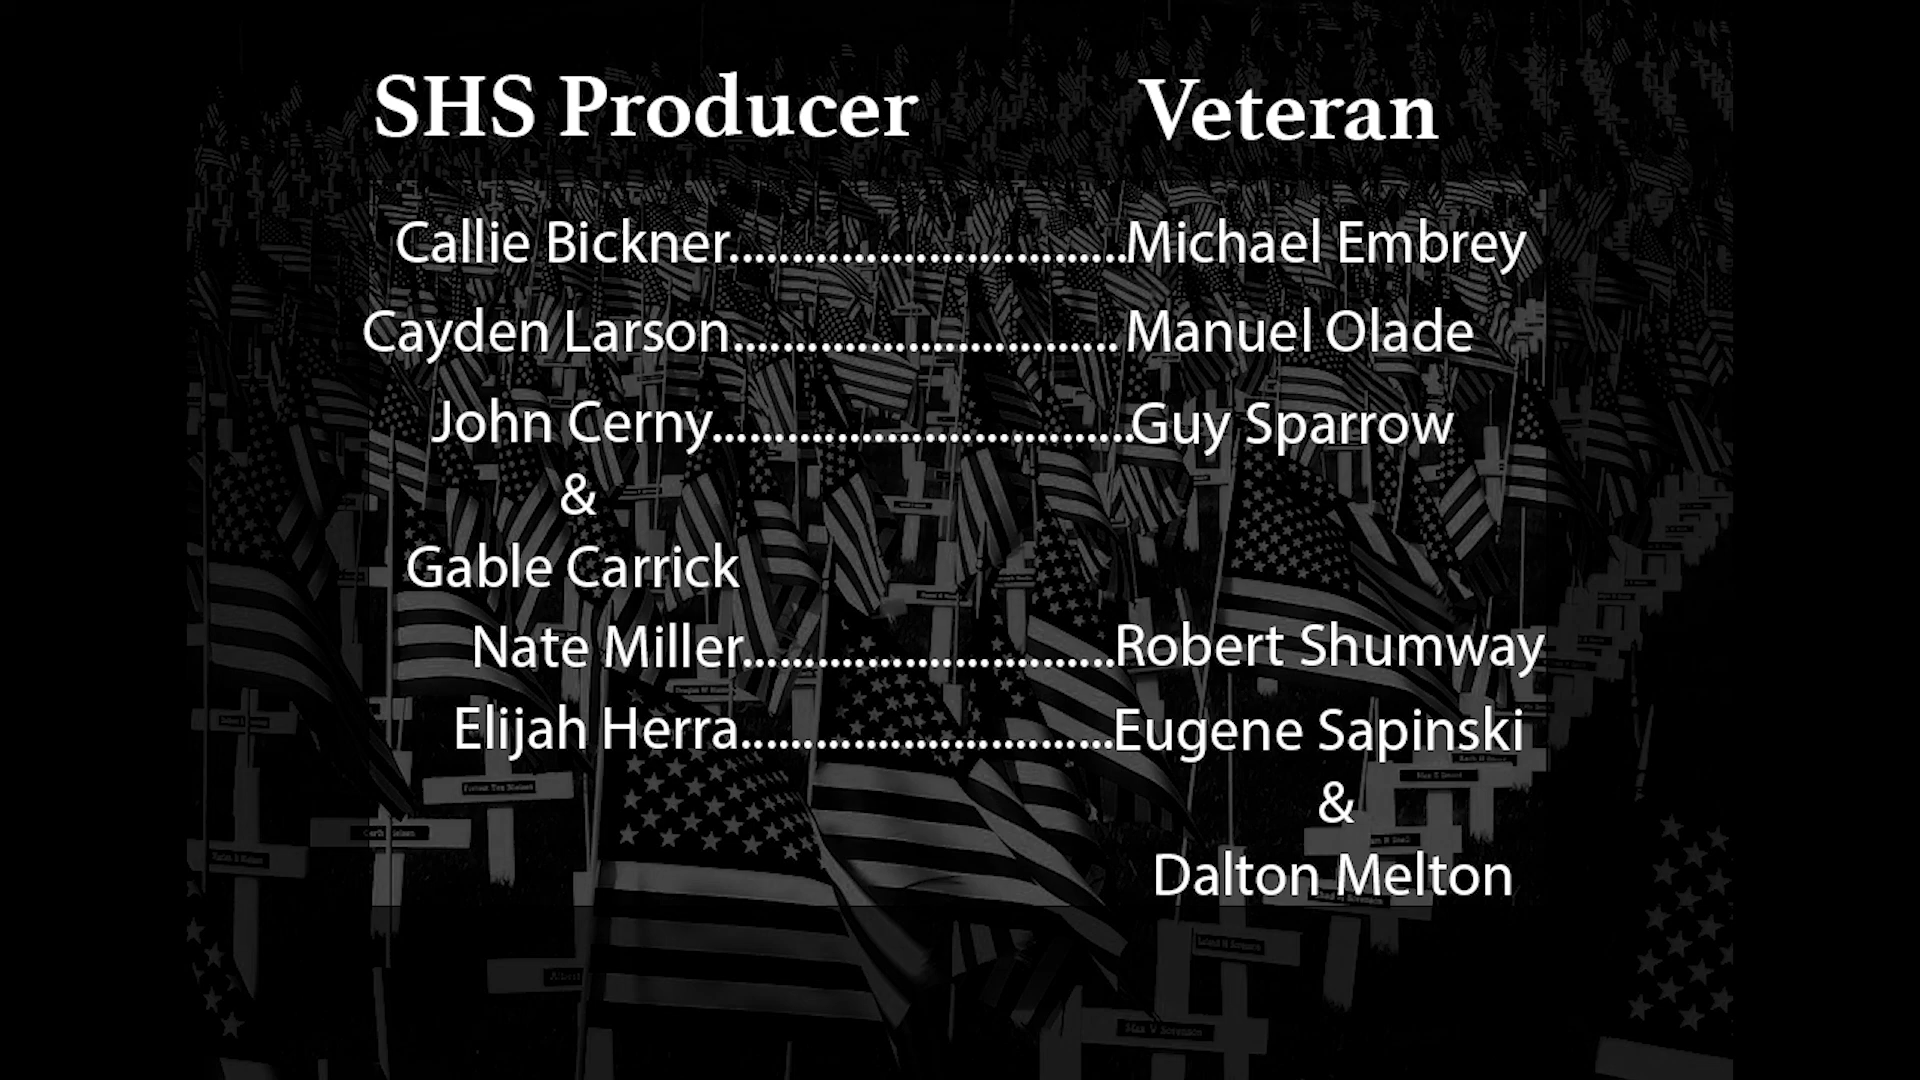 SHS Producer Veteran
Callie Bickner................................Michael Embrey
Cayden Larson...............................Manuel Olade
John Cerny..................................Guy Sparrow
&
Gable Carrick
Nate Miller..............................Robert Shumway
Elijah Herra..............................Eugene Sapinski
&
Dalton Melton